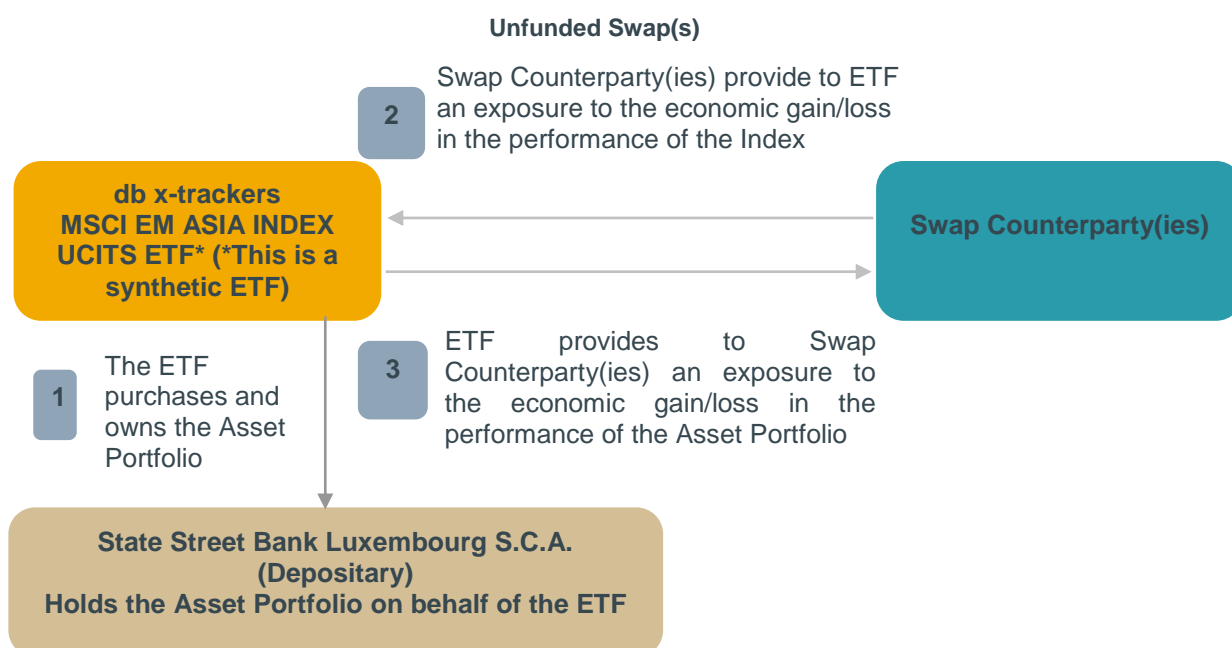 Unfunded Swap(s)
2
Swap Counterparty(ies) provide to ETF
an exposure to the economic gain/loss
in the performance of the Index
db x-trackers
MSCI EM ASIA INDEX
UCITS ETF* (*This is a
synthetic ETF)
Swap Counterparty(ies)
1
The ETF
purchases and
owns the Asset
Portfolio
3
ETF provides to Swap
Counterparty(ies) an exposure to
the economic gain/loss in the
performance of the Asset Portfolio
State Street Bank Luxembourg S.C.A.
(Depositary)
Holds the Asset Portfolio on behalf of the ETF